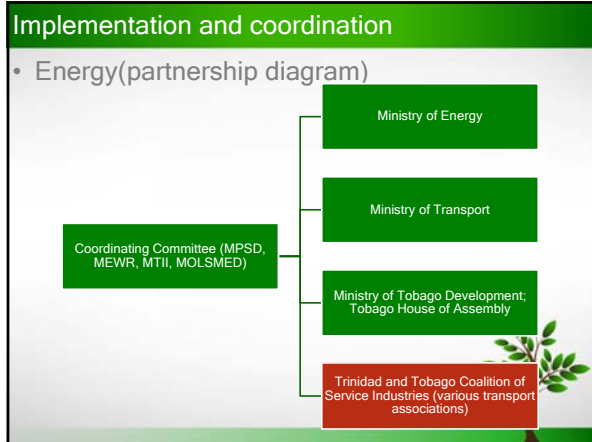 Implementation and coordination
• Energy(partnership diagram)
Ministry of Energy
Ministry of Transport
Coordinating Committee (MPSD,
MEWR, MTII, MOLSMED)
Ministry of Tobago Development;
Tobago House of Assembly
Trinidad and Tobago Coalition of
Service Industries (various transport
associations)